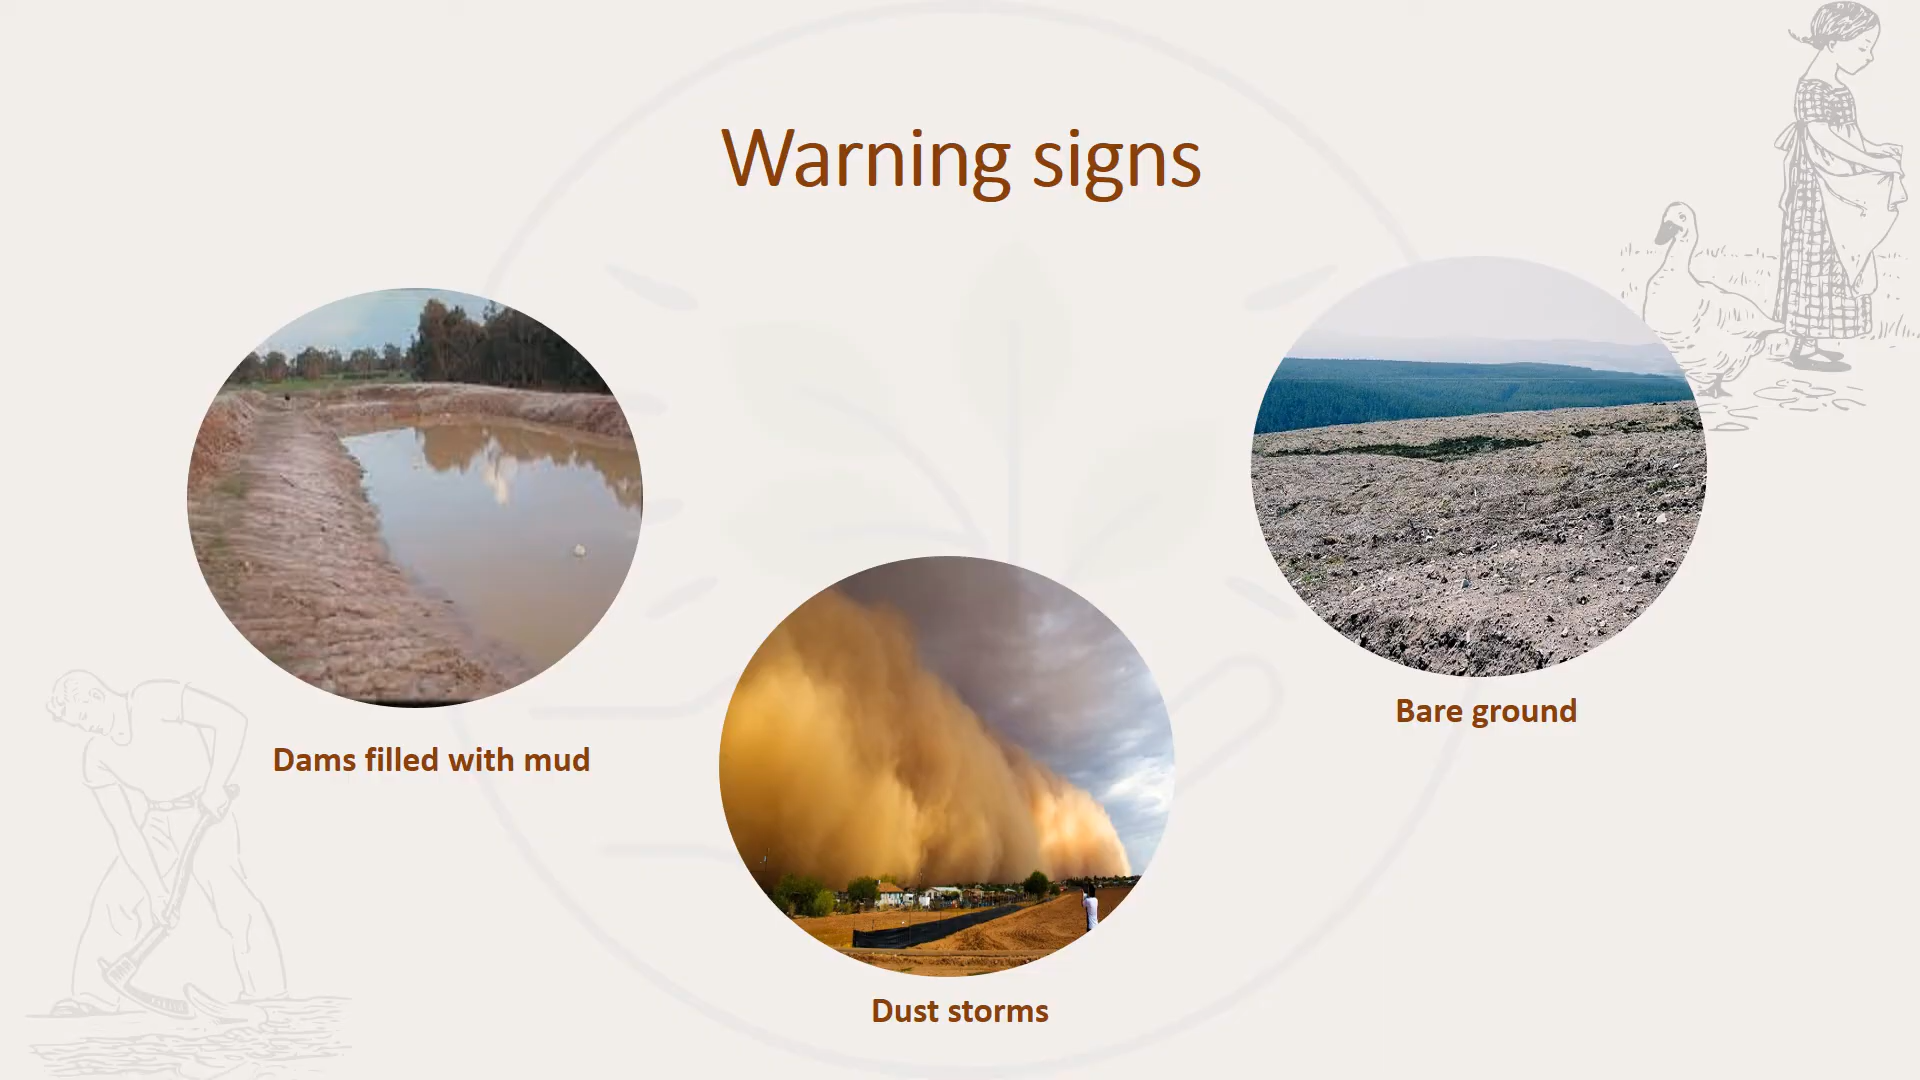 Warning signs
Dams filled with mud
Dust storms
Bare ground